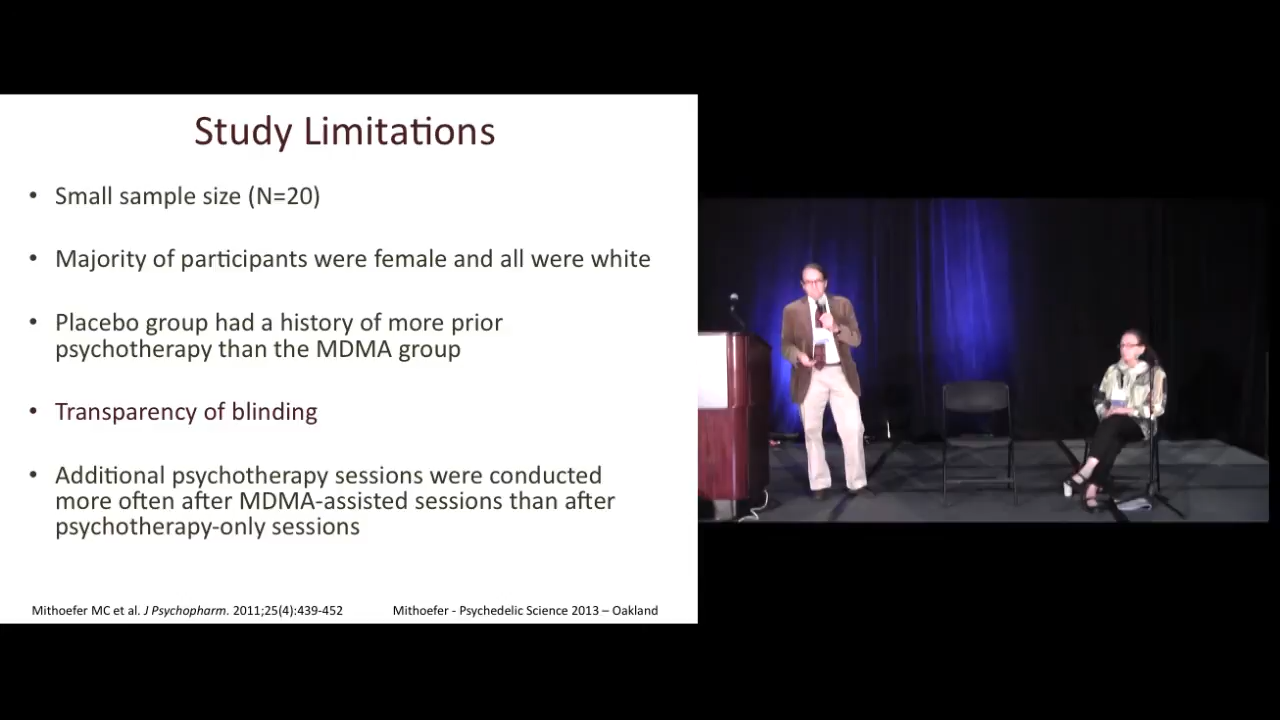 Study Limitations
• Small sample size (N=20)
• Majority of participants were female and all were white
• Placebo group had a history of more prior
psychotherapy than the MDMA group
• Transparency of blinding
• Additional psychotherapy sessions were conducted
more often after MDMA-assisted sessions than after
psychotherapy-only sessions
Mithoefer MC et al. J Psychopharm. 2011;25(4):439-452
Mithoefer - Psychedelic Science 2013 – Oakland